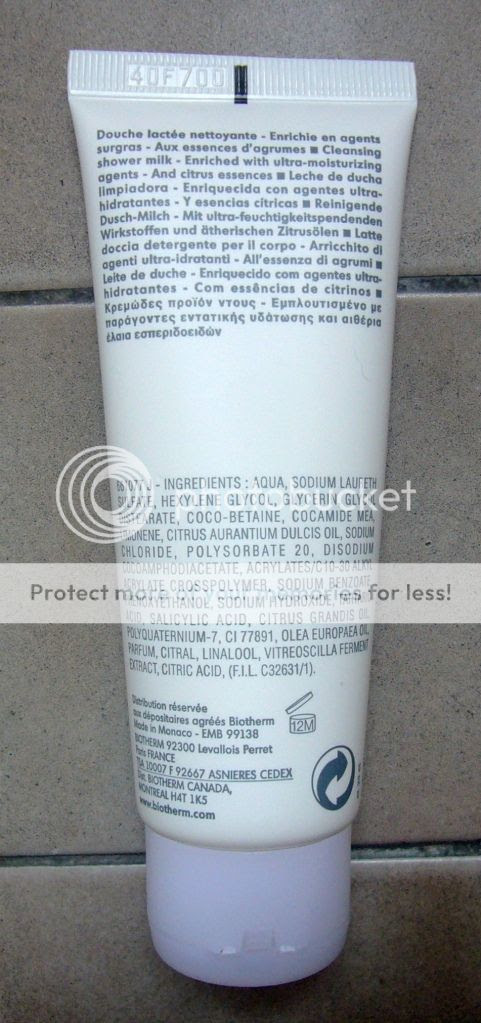 40F700
Douche lactée nettoyante - Enrichie en agents
surgras - Aux essences d'agrumes ■ Cleansing
shower milk - Enriched with ultra-moisturizing
agents - And citrus essences ■ Leche de ducha
limpiadora - Enriquecida con agentes ultra-
hidratantes - Y esencias cítricas ■ Reinigende
Dusch-Milch - Mit ultra-feuchtigkeitspendenden
Wirkstoffen und ätherischen Zitrusölen ■ Latte
doccia detergente per il corpo - Arricchito di
agenti ultra-idratanti - All'essenza di agrumi ■
Leite de duche - Enriquecido com agentes ultra-
hidratantes - Com essências de citrinos ■
Κρεμώδες προϊόν ντους - Εμπλουτισμένο με
παράγοντες εντατικής υδάτωσης και αιθέρια
έλαια εσπεριδοειδών
- INGREDIENTS : AQUA, SODIUM LAURETH
SULFATE, HEXYLENE GLYCOL, GLYCERIN, GLYCOL
DISTEARATE, COCO-BETAINE, COCAMIDE MEA,
LIMONENE, CITRUS AURANTIUM DULCIS OIL, SODIUM
CHLORIDE, POLYSORBATE 20, DISODIUM
COCOAMPHODIACETATE, ACRYLATES/C10-30 ALKYL
ACRYLATE CROSSPOLYMER, SODIUM BENZOATE,
PHENOXYETHANOL, SODIUM HYDROXIDE,
ACID, SALICYLIC ACID, CITRUS GRANDIS OIL,
POLYQUATERNIUM-7, CI 77891, OLEA EUROPAEA OIL,
PARFUM, CITRAL, LINALOOL, VITREOSCILLA FERMENT
EXTRACT, CITRIC ACID, (F.I.L. C32631/1).
photobucket
Protect more of your memories for less!
Distribution réservée
aux dépositaires agréés Biotherm
Made in Monaco - EMB 99138
BIOTHERM 92300 Levallois Perret
Paris FRANCE
TSA 10007 F 92667 ASNIERES CEDEX
Dist. BIOTHERM CANADA,
MONTREAL H4T 1K5
www.biotherm.com
12M